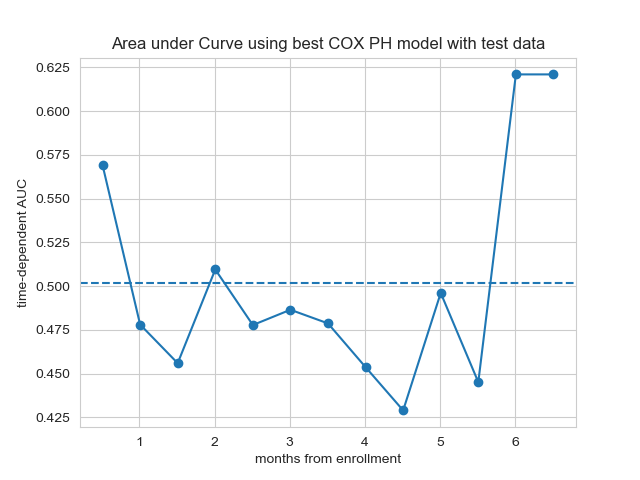 Area under Curve using best COX PH model with test data
time-dependent AUC
0.625
0.600
0.575
0.550
0.525
0.500
0.475
0.450
0.425
1 2 3 4 5 6
months from enrollment